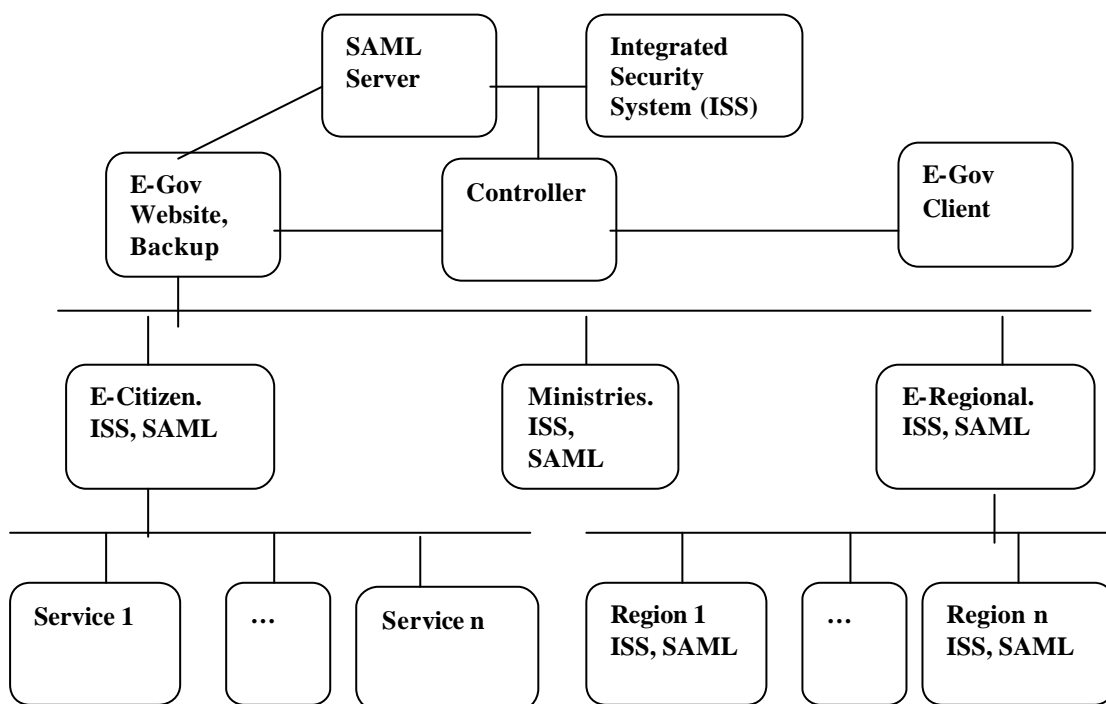 SAML
Server
Integrated
Security
System (ISS)
E-Gov
Website,
Backup
Controller
E-Gov
Client
E-Citizen.
ISS, SAML
Ministries.
ISS,
SAML
E-Regional.
ISS, SAML
Service 1
…
Service n
Region 1
ISS, SAML
…
Region n
ISS, SAML